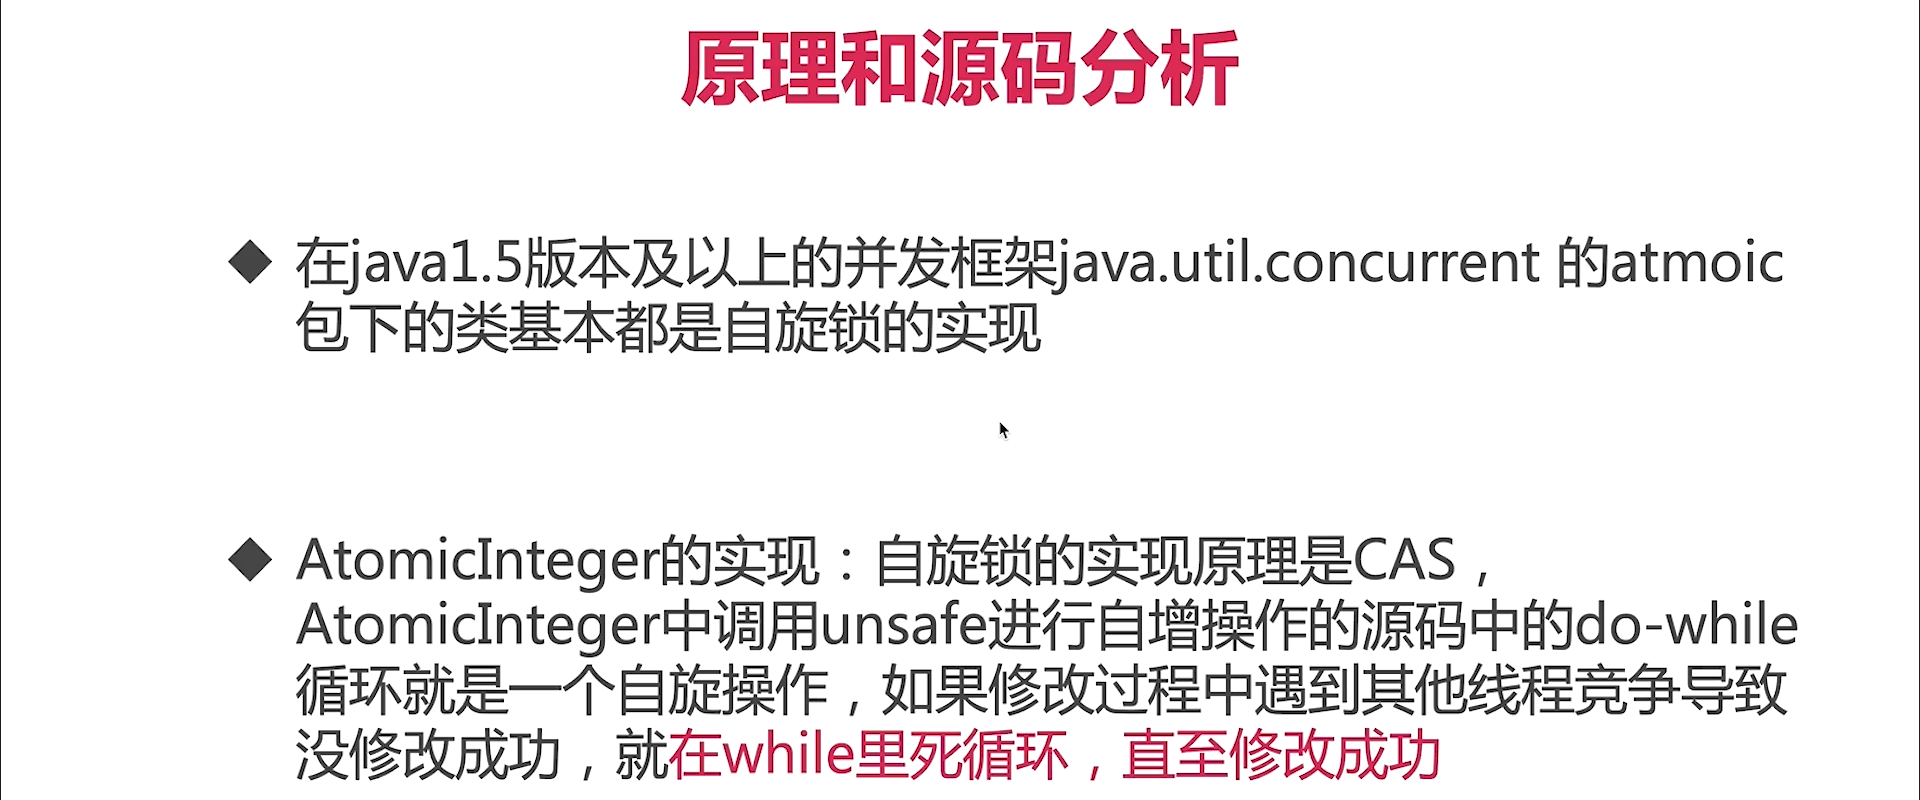 原理和源码分析
◆ 在java1.5版本及以上的并发框架java.util.concurrent 的atmoic
包下的类基本都是自旋锁的实现
◆ AtomicInteger的实现：自旋锁的实现原理是CAS，
AtomicInteger中调用unsafe进行自增操作的源码中的do-while
循环就是一个自旋操作，如果修改过程中遇到其他线程竞争导致
没修改成功，就在while里死循环，直至修改成功